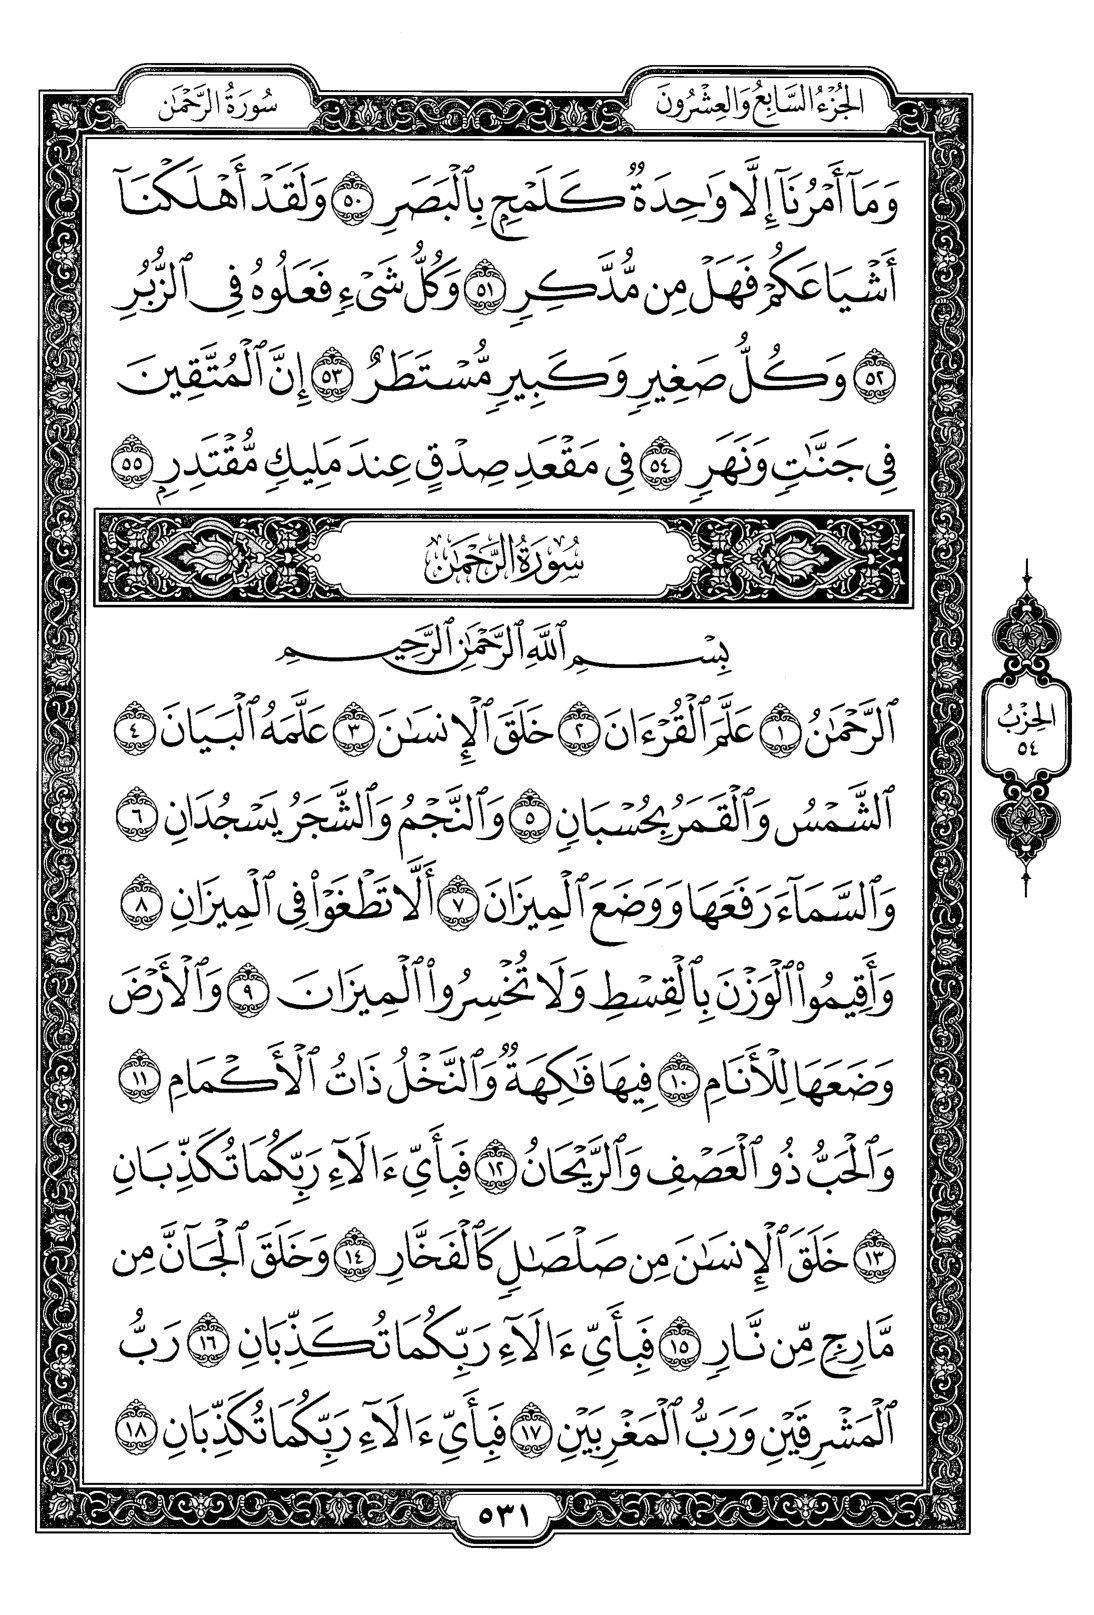 الجُزْءُ السَّابِعُ وَالعِشْرُونَ
سُورَةُ الرَّحْمٰن
وَمَآ أَمْرُنَآ إِلَّا وَٰحِدَةٌ كَلَمْحٍۭ بِٱلْبَصَرِ ٥٠ وَلَقَدْ أَهْلَكْنَآ
أَشْيَاعَكُمْ فَهَلْ مِن مُّدَّكِرٍ ٥١ وَكُلُّ شَىْءٍ فَعَلُوهُ فِى ٱلزُّبُرِ
٥٢ وَكُلُّ صَغِيرٍ وَكَبِيرٍ مُّسْتَطَرٌ ٥٣ إِنَّ ٱلْمُتَّقِينَ
فِى جَنَّٰتٍ وَنَهَرٍ ٥٤ فِى مَقْعَدِ صِدْقٍ عِندَ مَلِيكٍ مُّقْتَدِرٍۭ ٥٥
سُورَةُ الرَّحْمٰن
بِسْمِ ٱللَّهِ ٱلرَّحْمَٰنِ ٱلرَّحِيمِ
ٱلرَّحْمَٰنُ ١ عَلَّمَ ٱلْقُرْءَانَ ٢ خَلَقَ ٱلْإِنسَٰنَ ٣ عَلَّمَهُ ٱلْبَيَانَ ٤
ٱلشَّمْسُ وَٱلْقَمَرُ بِحُسْبَانٍ ٥ وَٱلنَّجْمُ وَٱلشَّجَرُ يَسْجُدَانِ ٦
وَٱلسَّمَآءَ رَفَعَهَا وَوَضَعَ ٱلْمِيزَانَ ٧ أَلَّا تَطْغَوْا۟ فِى ٱلْمِيزَانِ ٨
وَأَقِيمُوا۟ ٱلْوَزْنَ بِٱلْقِسْطِ وَلَا تُخْسِرُوا۟ ٱلْمِيزَانَ ٩ وَٱلْأَرْضَ
وَضَعَهَا لِلْأَنَامِ ١٠ فِيهَا فَٰكِهَةٌ وَٱلنَّخْلُ ذَاتُ ٱلْأَكْمَامِ ١١
وَٱلْحَبُّ ذُو ٱلْعَصْفِ وَٱلرَّيْحَانُ ١٢ فَبِأَىِّ ءَالَآءِ رَبِّكُمَا تُكَذِّبَانِ
١٣ خَلَقَ ٱلْإِنسَٰنَ مِن صَلْصَٰلٍ كَٱلْفَخَّارِ ١٤ وَخَلَقَ ٱلْجَآنَّ مِن
مَّارِجٍ مِّن نَّارٍ ١٥ فَبِأَىِّ ءَالَآءِ رَبِّكُمَا تُكَذِّبَانِ ١٦ رَبُّ
ٱلْمَشْرِقَيْنِ وَرَبُّ ٱلْمَغْرِبَيْنِ ١٧ فَبِأَىِّ ءَالَآءِ رَبِّكُمَا تُكَذِّبَانِ ١٨
الحِزْبُ
٥٤
٥٣١